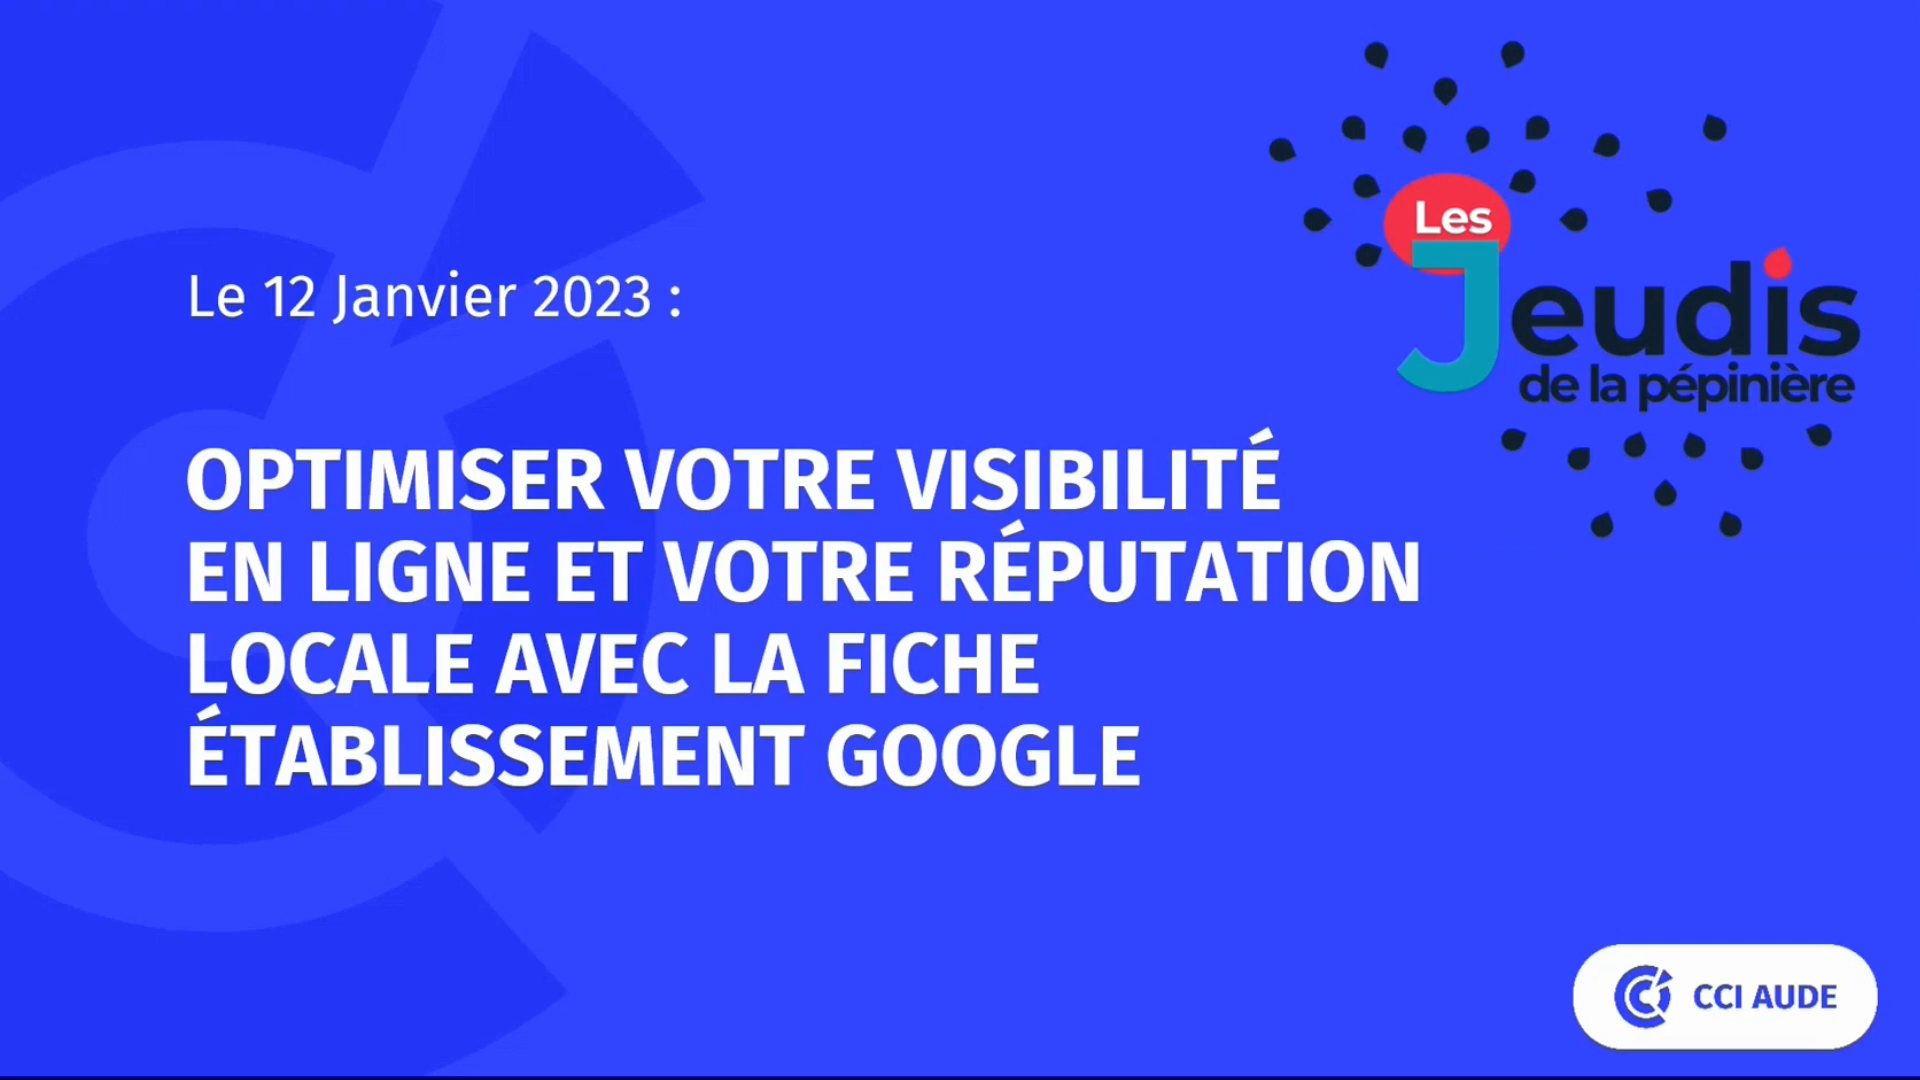 Les
Jeudis
de la pépinière
Le 12 Janvier 2023 :
OPTIMISER VOTRE VISIBILITÉ
EN LIGNE ET VOTRE RÉPUTATION
LOCALE AVEC LA FICHE
ÉTABLISSEMENT GOOGLE
CCI AUDE